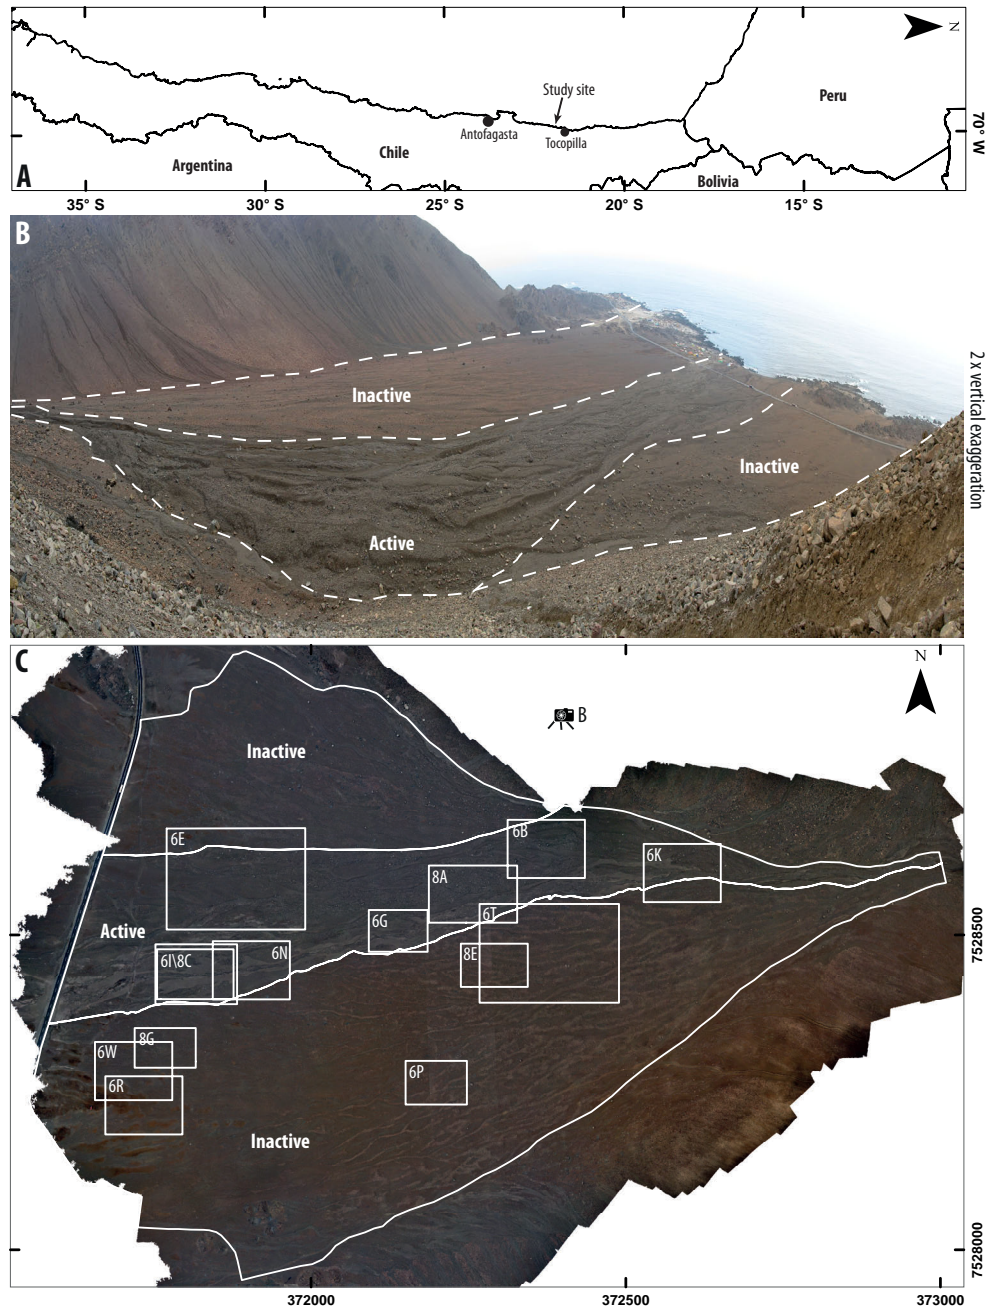 N
Study site
Peru
Antofagasta
Tocopilla
Chile
Argentina
Bolivia
70° W
A
35° S
30° S
25° S
20° S
15° S
B
Inactive
Inactive
Active
2 x vertical exaggeration
C
N
B
Inactive
6E
6B
6K
8A
6T
6G
Active
6N
8E
6I\8C
7528500
8G
6W
6R
6P
Inactive
7528000
372000
372500
373000